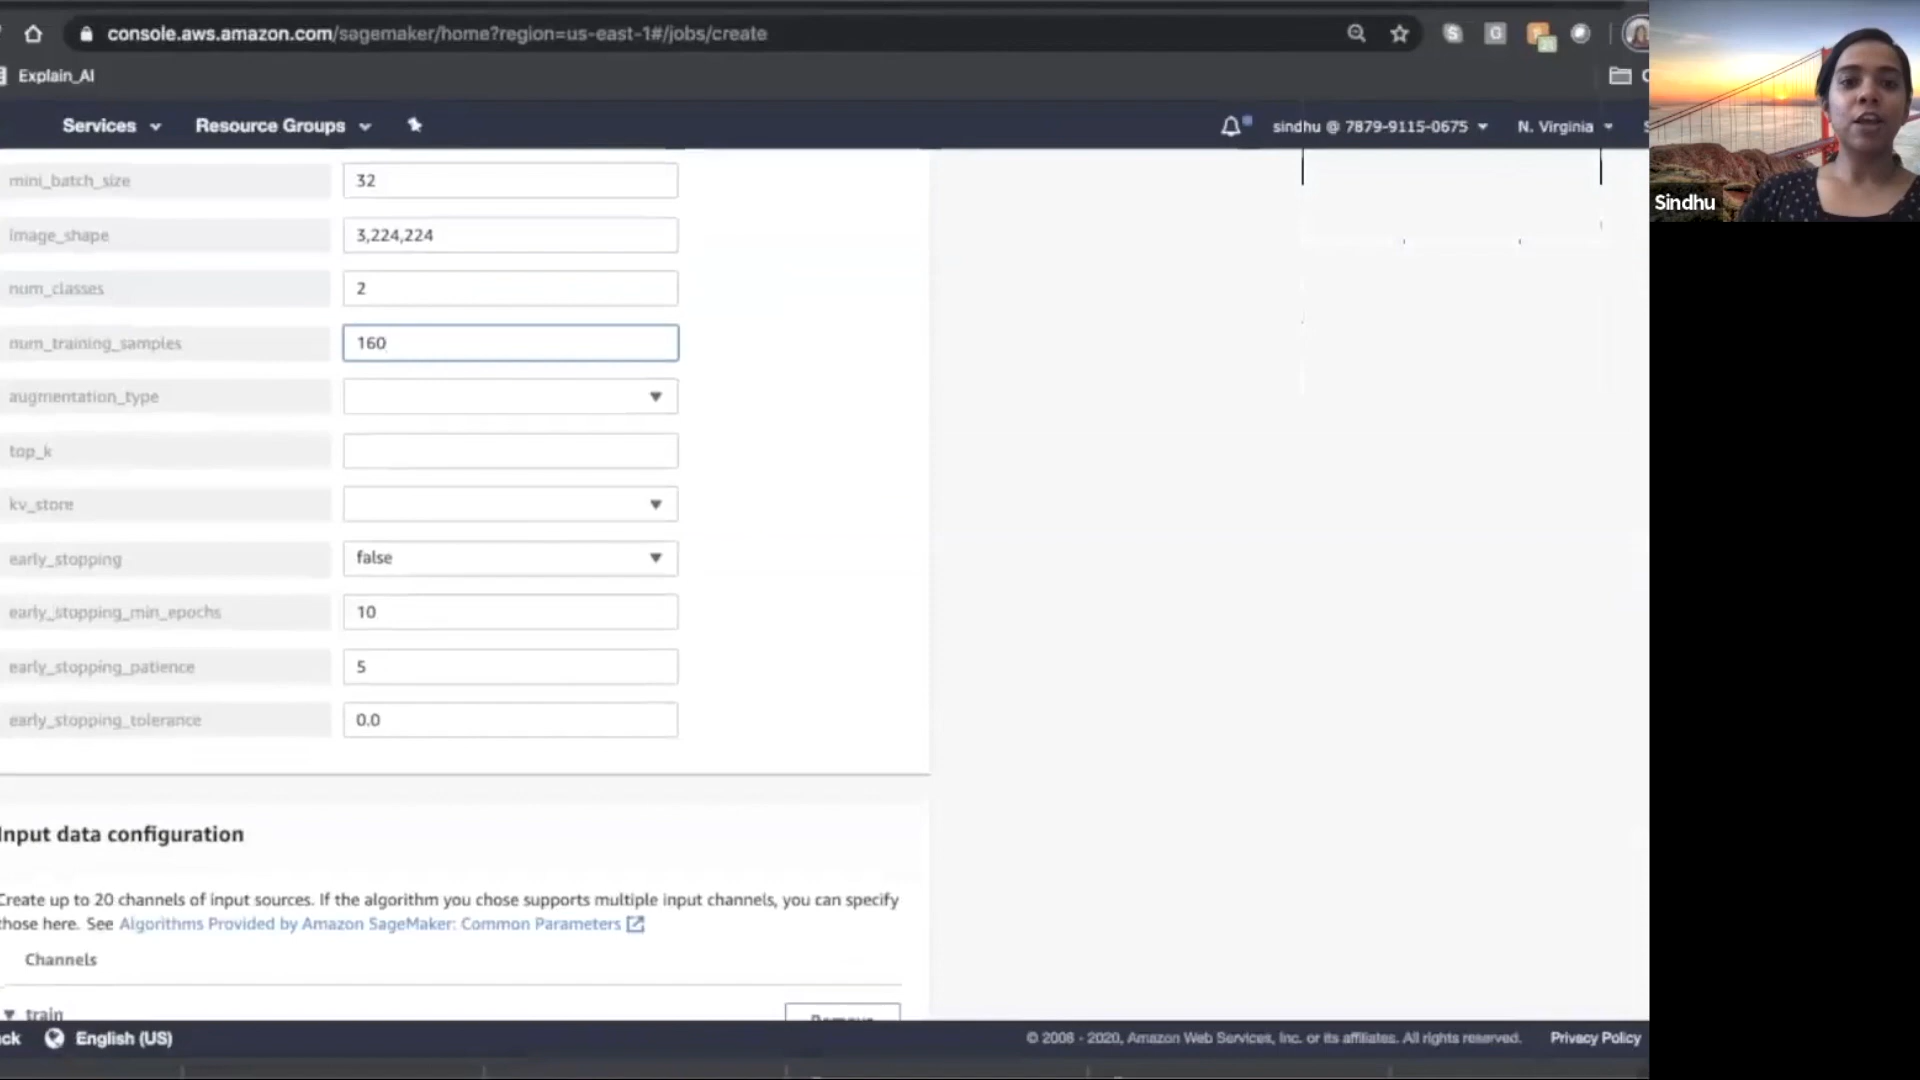 console.aws.amazon.com/sagemaker/home?region=us-east-1#/jobs/create
Explain_AI
Services
Resource Groups
sindhu @ 7879-9115-0675
N. Virginia
Sindhu
mini_batch_size
32
image_shape
3,224,224
num_classes
2
num_training_samples
160
augmentation_type
top_k
kv_store
early_stopping
false
early_stopping_min_epochs
10
early_stopping_patience
5
early_stopping_tolerance
0.0
Input data configuration
Create up to 20 channels of input sources. If the algorithm you chose supports multiple input channels, you can specify
those here. See Algorithms Provided by Amazon SageMaker: Common Parameters
Channels
train
English (US)
© 2008 - 2020, Amazon Web Services, Inc. or its affiliates. All rights reserved.
Privacy Policy